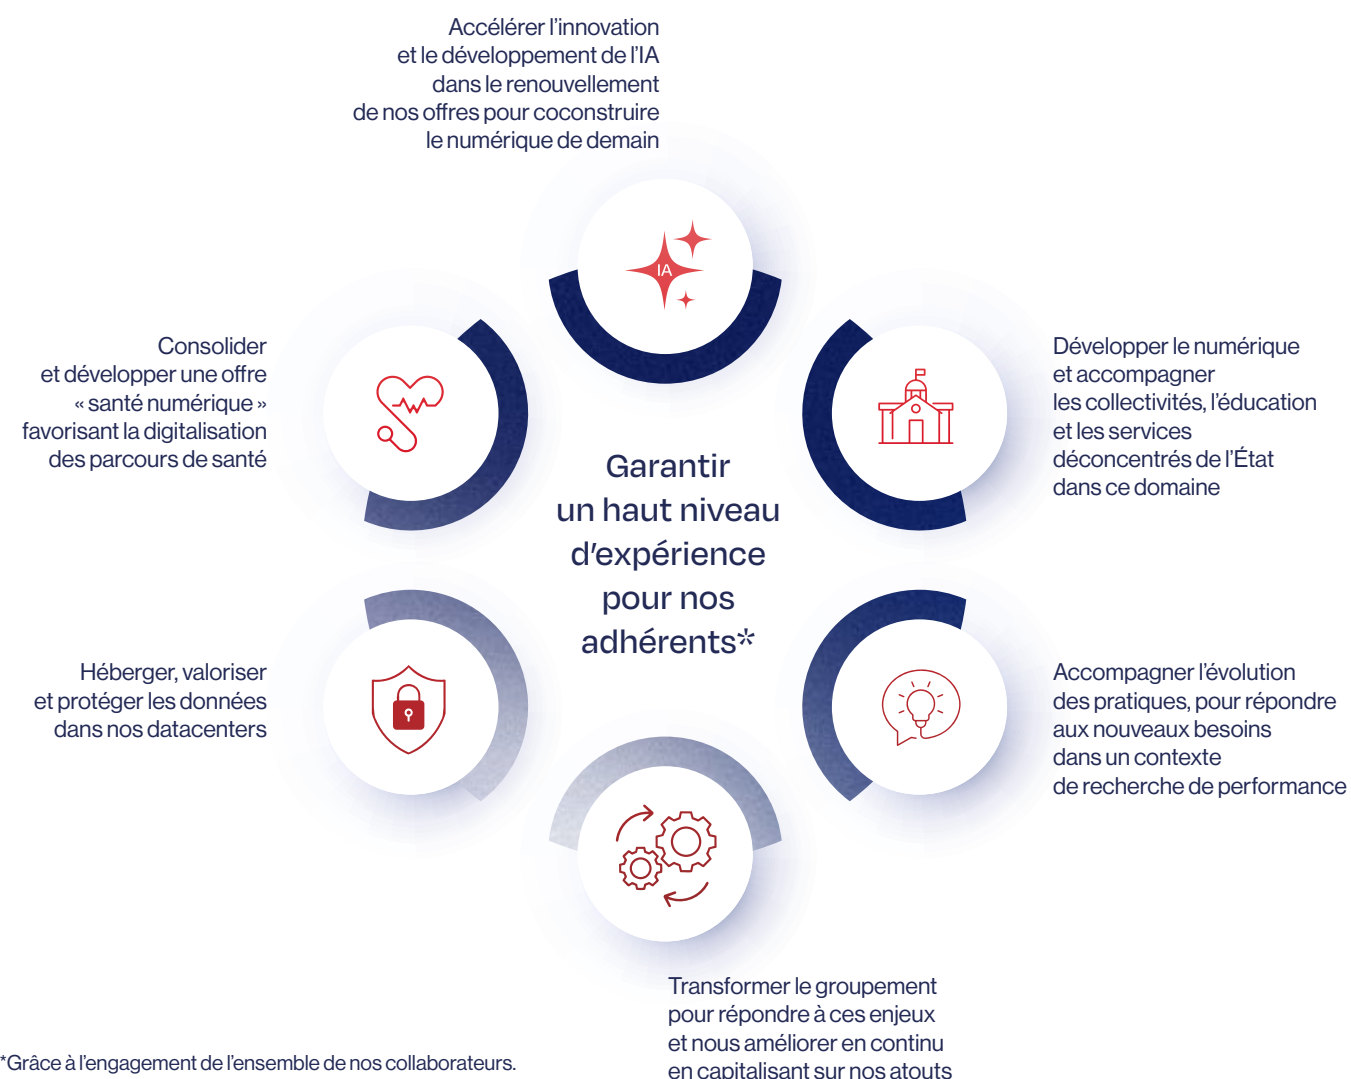 Accélérer l'innovation
et le développement de l'IA
dans le renouvellement
de nos offres pour coconstruire
le numérique de demain
IA
Consolider
et développer une offre
« santé numérique »
favorisant la digitalisation
des parcours de santé
Développer le numérique
et accompagner
les collectivités, l'éducation
et les services
déconcentrés de l'État
dans ce domaine
Garantir
un haut niveau
d'expérience
pour nos
adhérents*
Héberger, valoriser
et protéger les données
dans nos datacenters
Accompagner l'évolution
des pratiques, pour répondre
aux nouveaux besoins
dans un contexte
de recherche de performance
Transformer le groupement
pour répondre à ces enjeux
et nous améliorer en continu
en capitalisant sur nos atouts
*Grâce à l'engagement de l'ensemble de nos collaborateurs.